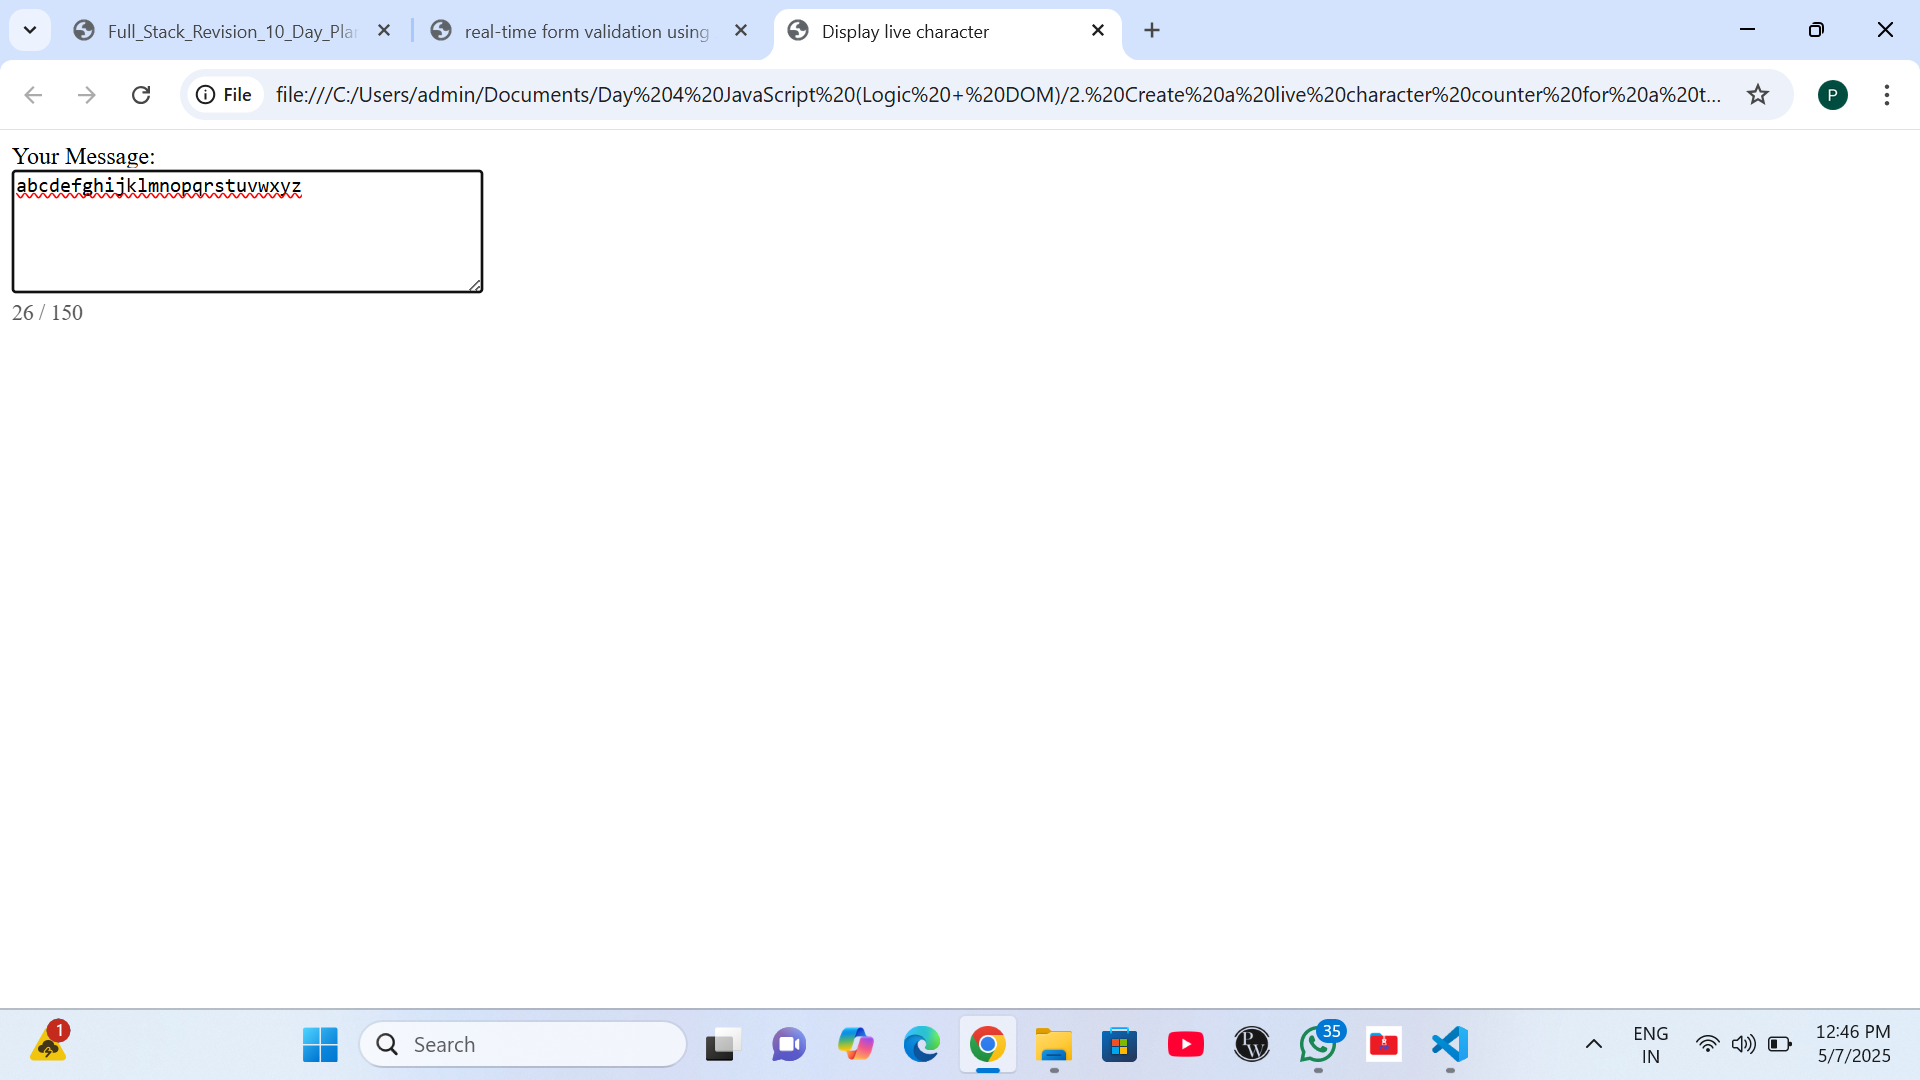 Full_Stack_Revision_10_Day_Pla
real-time form validation using
Display live character
File
file:///C:/Users/admin/Documents/Day%204%20JavaScript%20(Logic%20+%20DOM)/2.%20Create%20a%20live%20character%20counter%20for%20a%20t...
P
Your Message:
abcdefghijklmnopqrstuvwxyz
26 / 150
1
Search
PW
35
ENG
IN
12:46 PM
5/7/2025